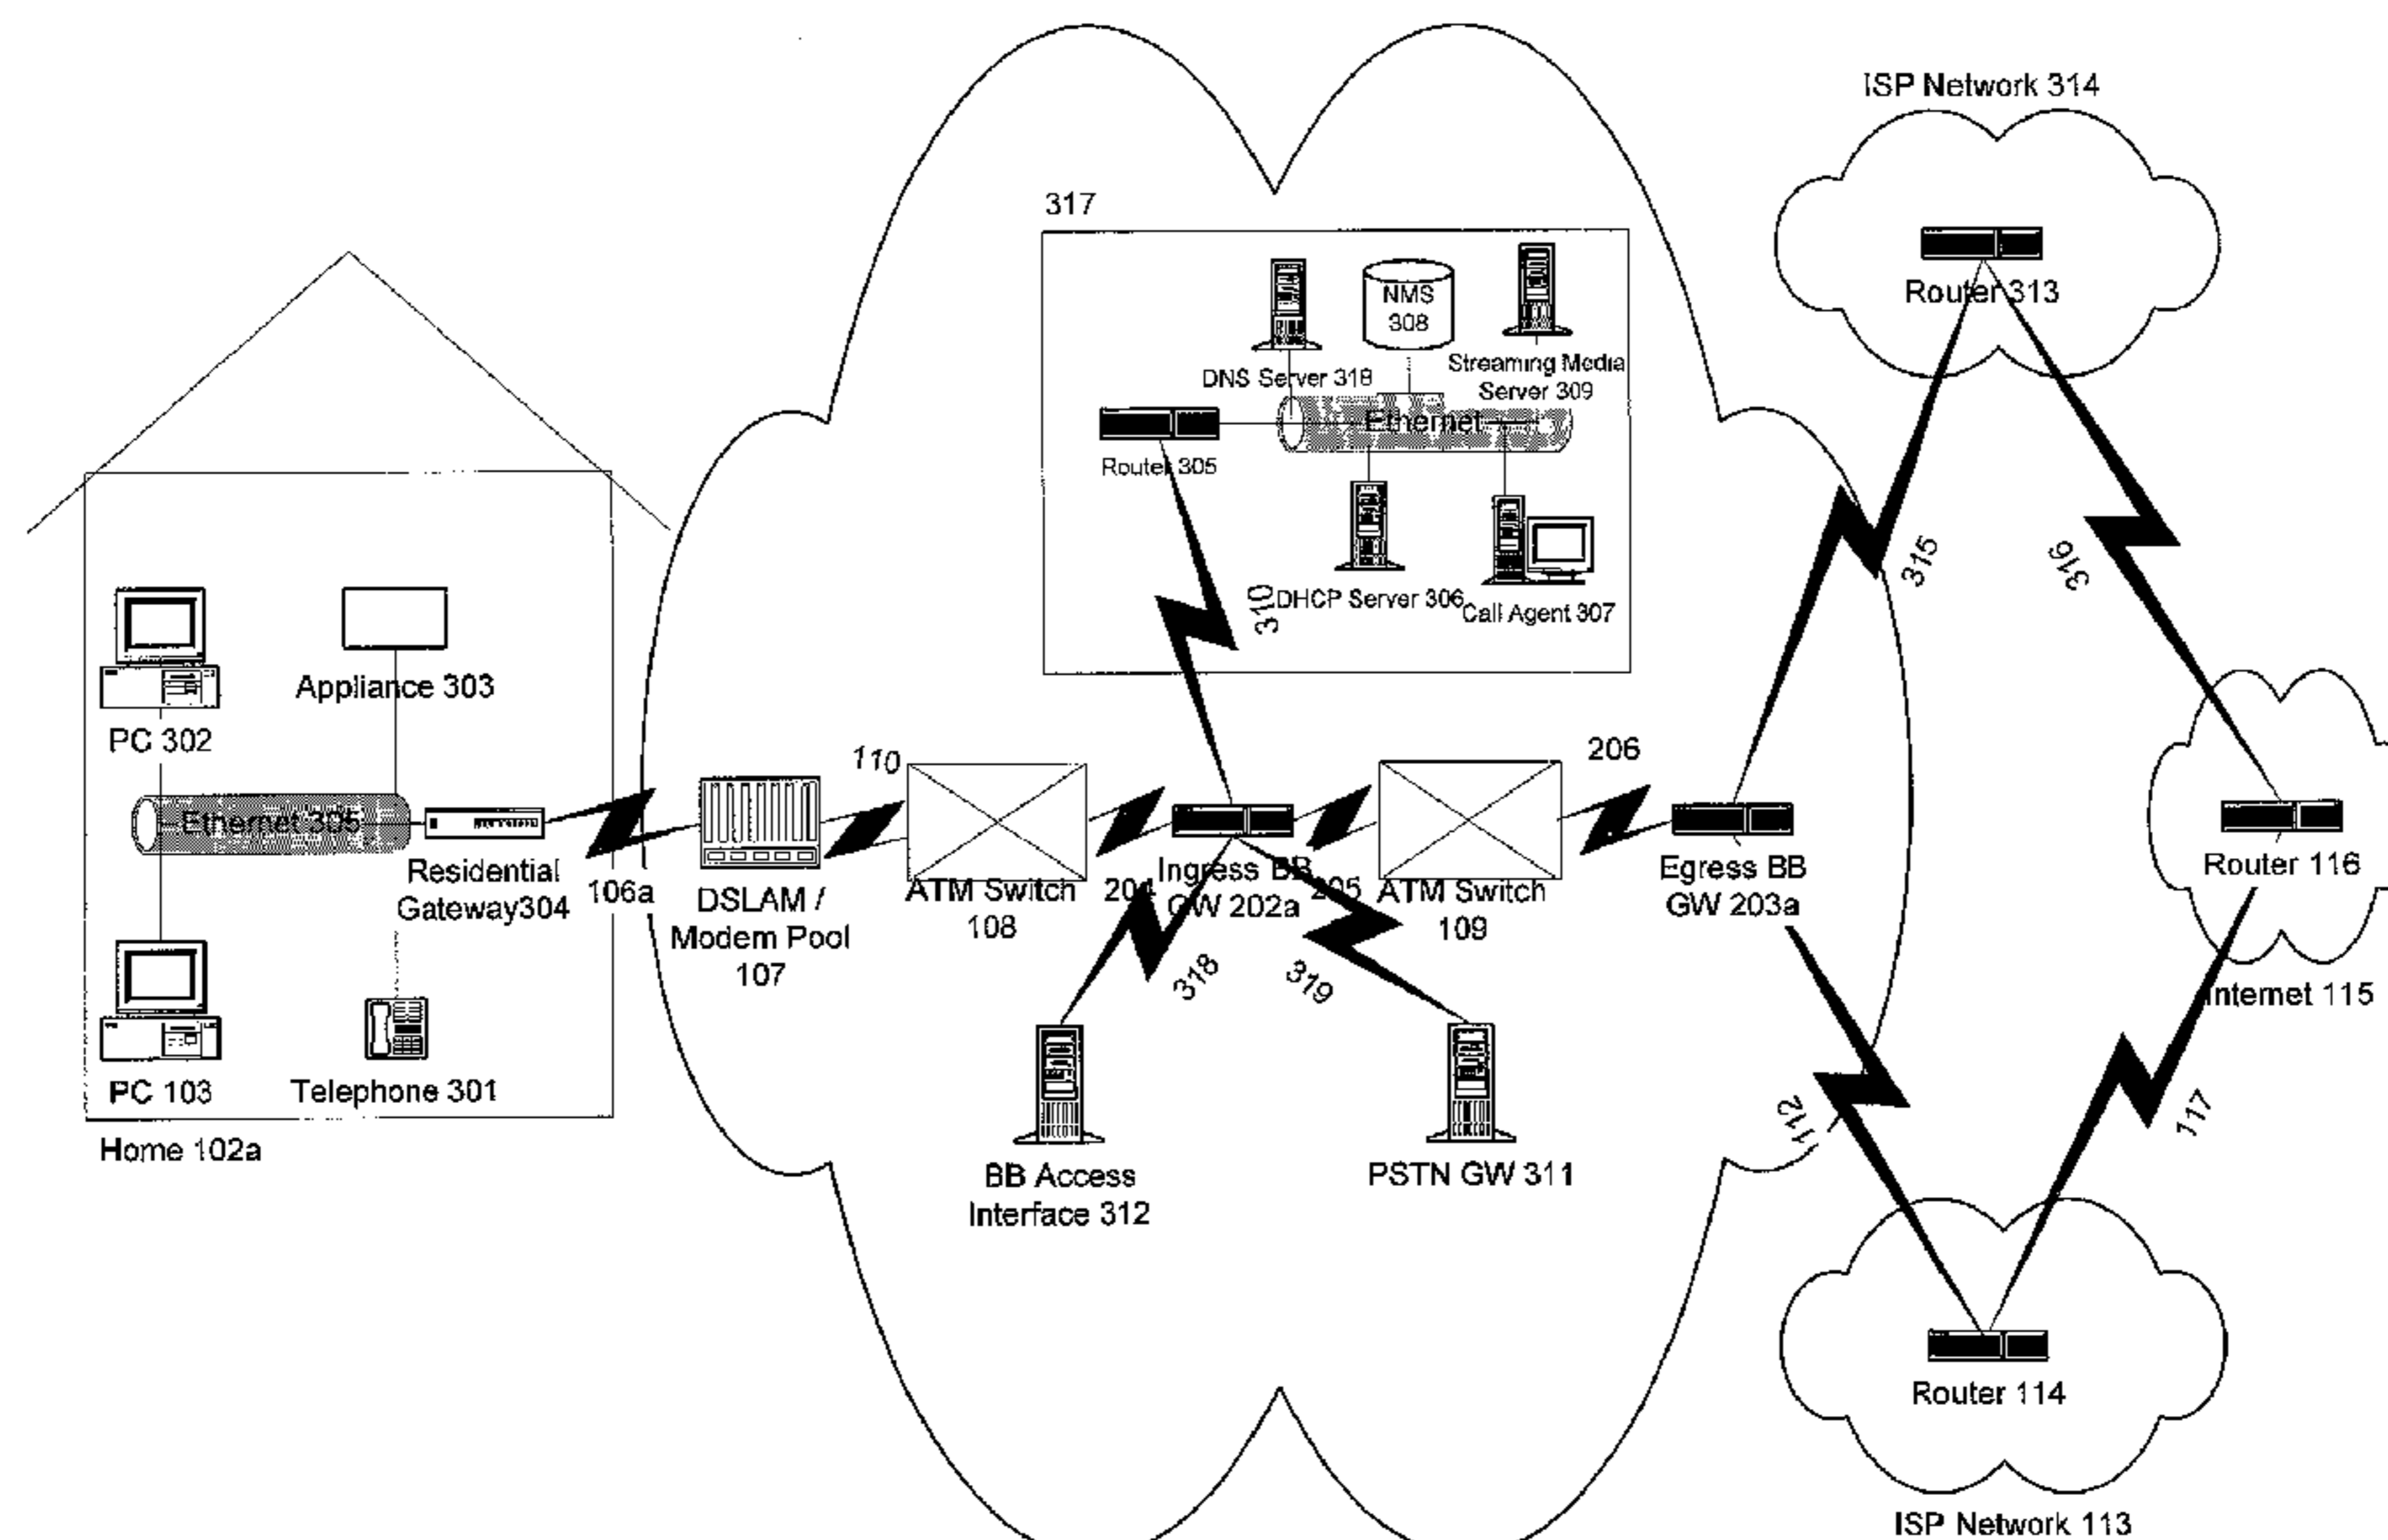 ISP Network 314
Router 313
317
NMS
308
DNS Server 318
Streaming Media
Server 309
Ethernet
Router 305
310
DHCP Server 306
Call Agent 307
315
316
Appliance 303
PC 302
Ethernet 305
Residential
Gateway304
106a
PC 103
Telephone 301
Home 102a
110
DSLAM /
Modem Pool
107
ATM Switch
108
204
Ingress BB
GW 202a
205
ATM Switch
109
206
Egress BB
GW 203a
318
319
BB Access
Interface 312
PSTN GW 311
Router 116
Internet 115
112
117
Router 114
ISP Network 113